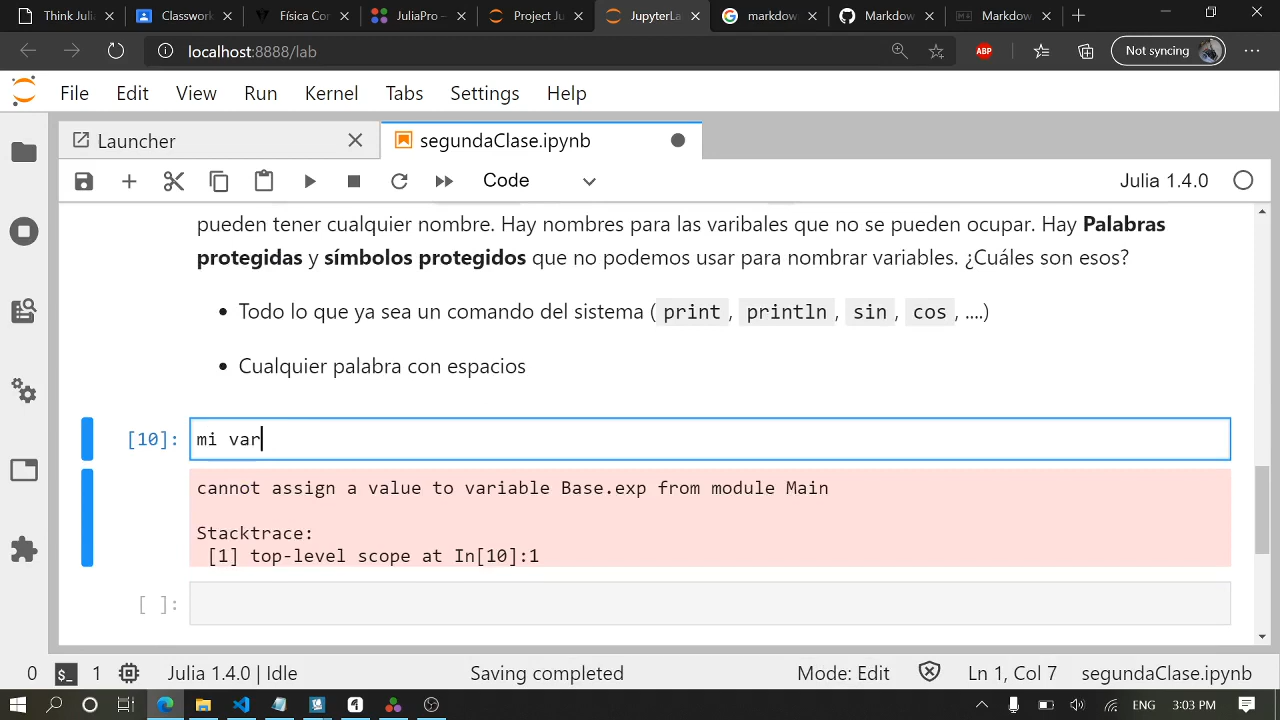 Think Julia
Classwork
Física Cor
JuliaPro –
Project Ju
JupyterLa
markdow
Markdow
Markdow
localhost:8888/lab
ABP
Not syncing
File Edit View Run Kernel Tabs Settings Help
Launcher
segundaClase.ipynb
Code
Julia 1.4.0
pueden tener cualquier nombre. Hay nombres para las varibales que no se pueden ocupar. Hay Palabras
protegidas y símbolos protegidos que no podemos usar para nombrar variables. ¿Cuáles son esos?
• Todo lo que ya sea un comando del sistema ( print , println , sin , cos , ....)
• Cualquier palabra con espacios
[10]: mi var
cannot assign a value to variable Base.exp from module Main
Stacktrace:
[1] top-level scope at In[10]:1
[ ]:
0 $_ 1 Julia 1.4.0 | Idle Saving completed Mode: Edit Ln 1, Col 7 segundaClase.ipynb
ENG 3:03 PM